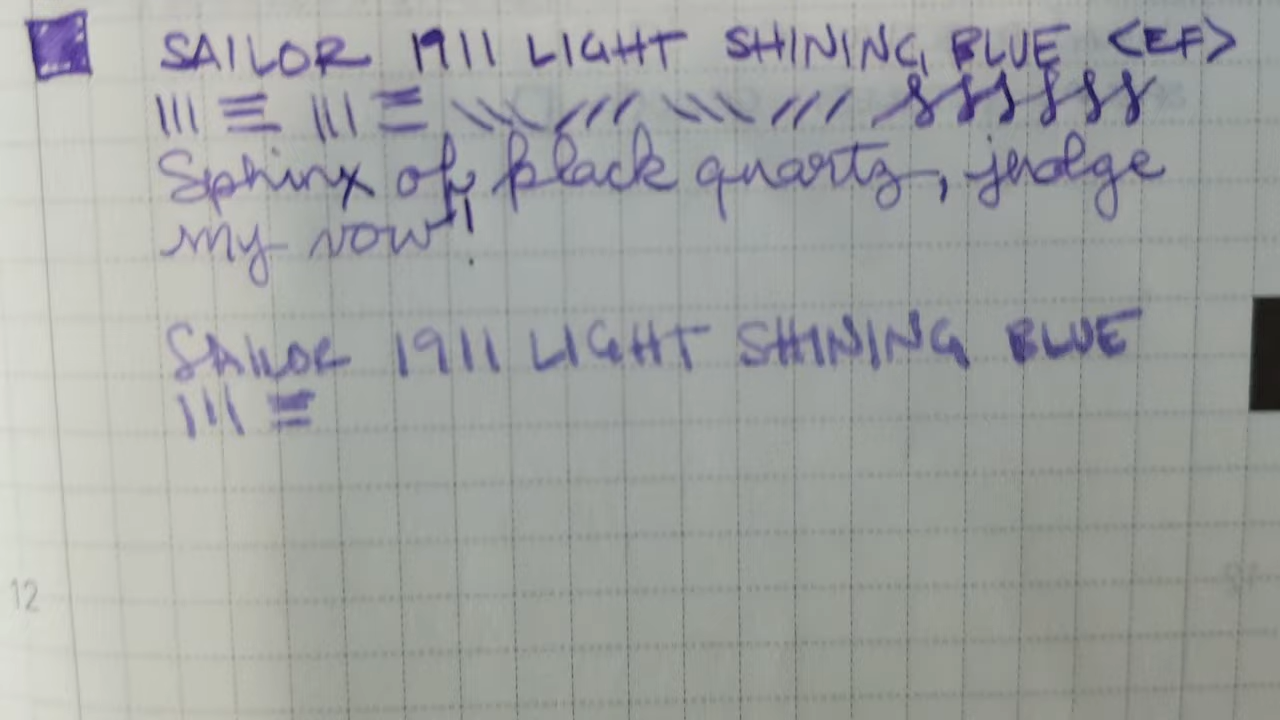 SAILOR 1911 LIGHT SHINING BLUE <EF>
Sphinx of black quartz, judge
my vow!
SAILOR 1911 LIGHT SHINING BLUE
12